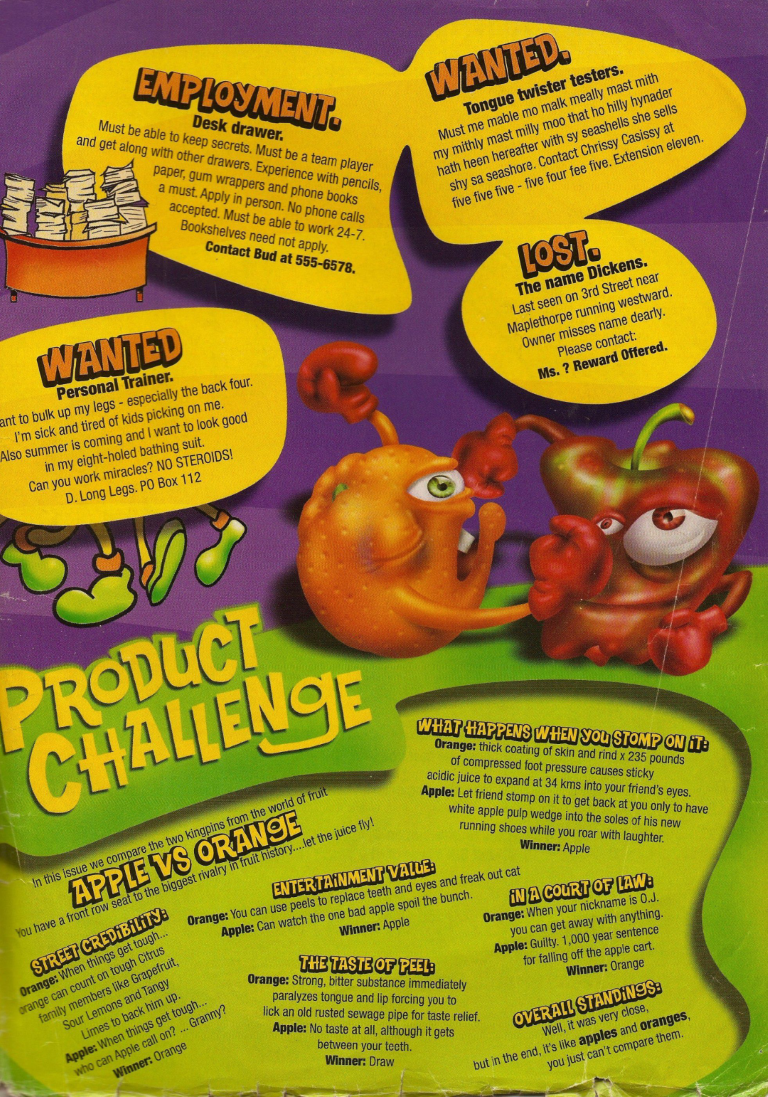 EMPLOYMENT.
Desk drawer.
Must be able to keep secrets. Must be a team player
and get along with other drawers. Experience with pencils,
paper, gum wrappers and phone books
a must. Apply in person. No phone calls
accepted. Must be able to work 24-7.
Bookshelves need not apply.
Contact Bud at 555-6578.
WANTED.
Tongue twister testers.
Must me mable mo malk meally mast mith
my mithly mast milly moo that ho hilly hynader
hath heen hereafter with sy seashells she sells
shy sa seashore. Contact Chrissy Casissy at
five five five - five four fee five. Extension eleven.
LOST.
The name Dickens.
Last seen on 3rd Street near
Maplethorpe running westward.
Owner misses name dearly.
Please contact:
Ms. ? Reward Offered.
WANTED
Personal Trainer.
ant to bulk up my legs - especially the back four.
I'm sick and tired of kids picking on me.
Also summer is coming and I want to look good
in my eight-holed bathing suit.
Can you work miracles? NO STEROIDS!
D. Long Legs. PO Box 112
PRODUCT
CHALLENGE
In this issue we compare the two kingpins from the world of fruit
APPLE VS ORANGE
You have a front row seat to the biggest rivalry in fruit history....let the juice fly!
STREET CREDIBILITY:
Orange: When things get tough...
orange can count on tough Citrus
family members like Grapefruit,
Sour Lemons and Tangy
Limes to back him up.
Apple: When things get tough...
who can Apple call on? ... Granny?
Winner: Orange
ENTERTAINMENT VALUE:
Orange: You can use peels to replace teeth and eyes and freak out cat
Apple: Can watch the one bad apple spoil the bunch.
Winner: Apple
THE TASTE OF PEEL:
Orange: Strong, bitter substance immediately
paralyzes tongue and lip forcing you to
lick an old rusted sewage pipe for taste relief.
Apple: No taste at all, although it gets
between your teeth.
Winner: Draw
WHAT HAPPENS WHEN YOU STOMP ON IT:
Orange: thick coating of skin and rind x 235 pounds
of compressed foot pressure causes sticky
acidic juice to expand at 34 kms into your friend's eyes.
Apple: Let friend stomp on it to get back at you only to have
white apple pulp wedge into the soles of his new
running shoes while you roar with laughter.
Winner: Apple
IN A COURT OF LAW:
Orange: When your nickname is O.J.
you can get away with anything.
Apple: Guilty. 1,000 year sentence
for falling off the apple cart.
Winner: Orange
OVERALL STANDINGS:
Well, it was very close,
but in the end, it's like apples and oranges,
you just can't compare them.